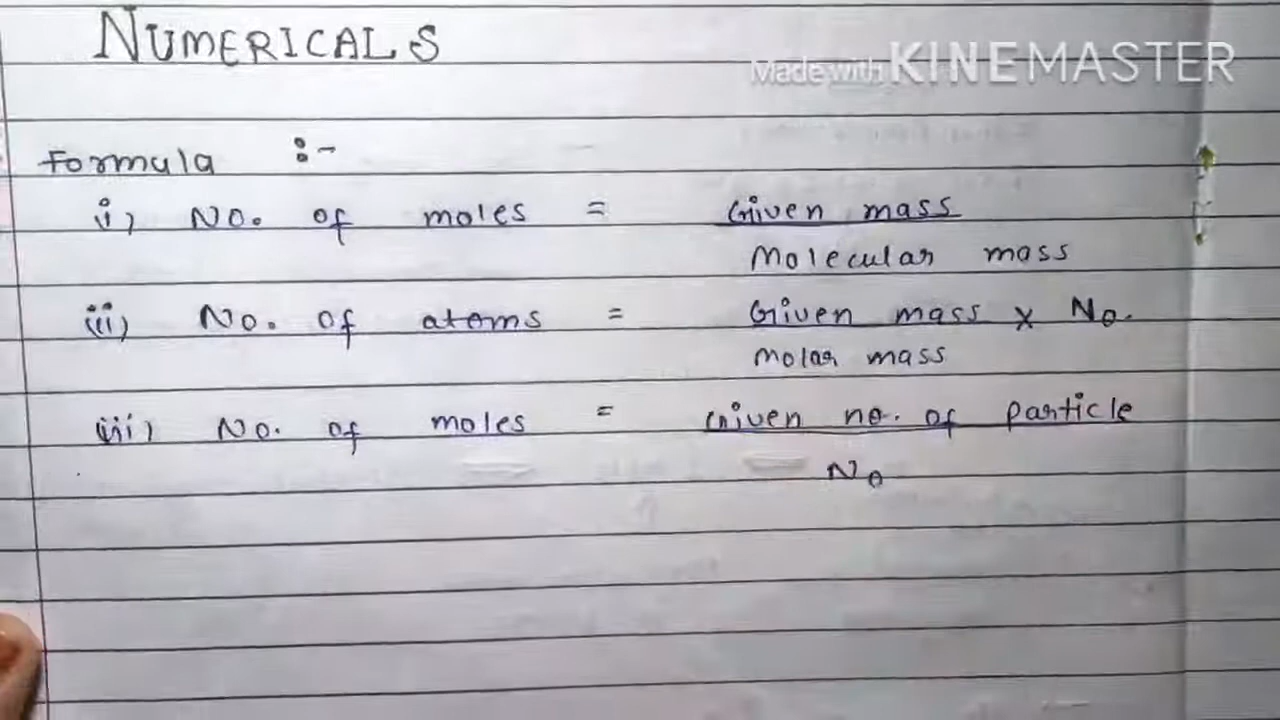 NUMERICALS
Made with KINEMASTER
Formula :-
i) No. of moles = Given mass
Molecular mass
ii) No. of atoms = Given mass x No.
Molar mass
iii) No. of moles = Given no. of particle
No